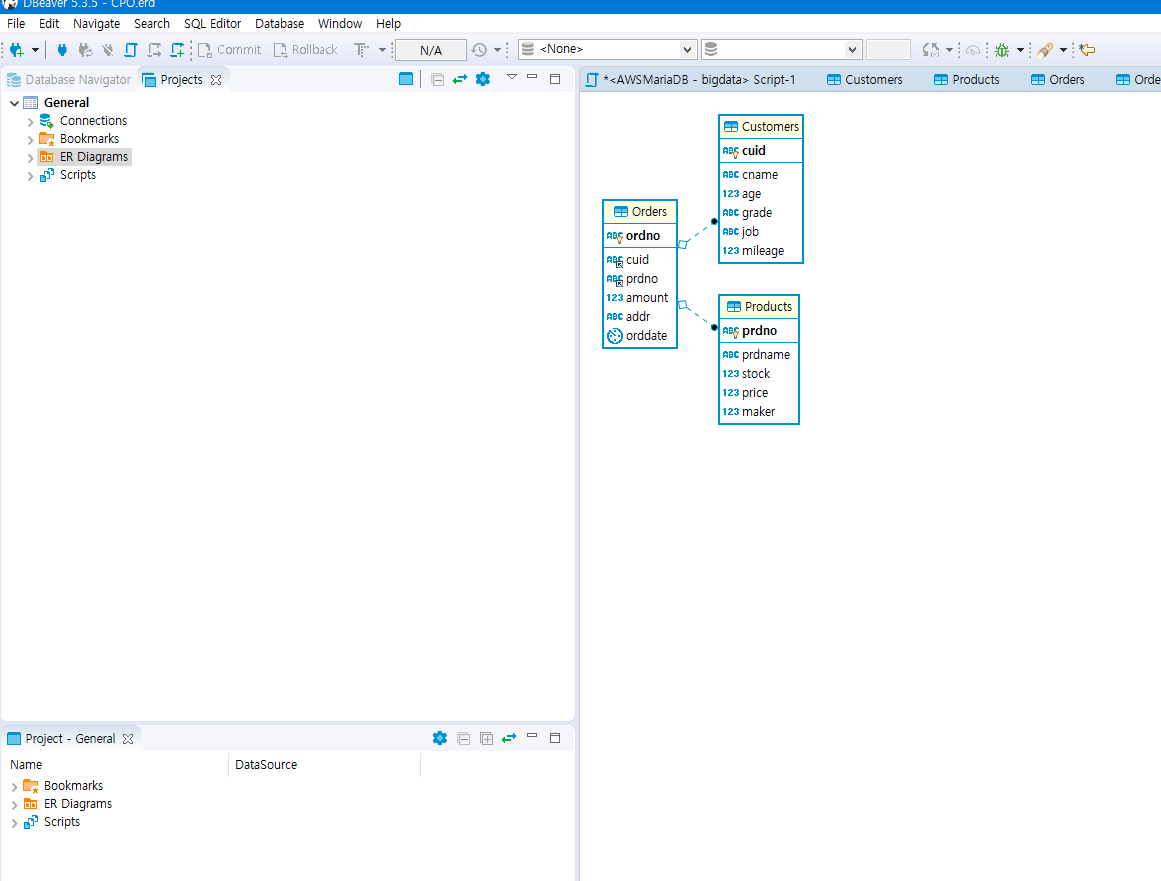 DBeaver 5.3.5 - CPO.erd
File Edit Navigate Search SQL Editor Database Window Help
Commit Rollback N/A <None>
Database Navigator Projects
General
Connections
Bookmarks
ER Diagrams
Scripts
Project - General
Name DataSource
Bookmarks
ER Diagrams
Scripts
*<AWSMariaDB - bigdata> Script-1 Customers Products Orders Orde
Customers
ABC cuid
ABC cname
123 age
ABC grade
ABC job
123 mileage
Orders
ABC ordno
ABC cuid
ABC prdno
123 amount
ABC addr
orddate
Products
ABC prdno
ABC prdname
123 stock
123 price
123 maker